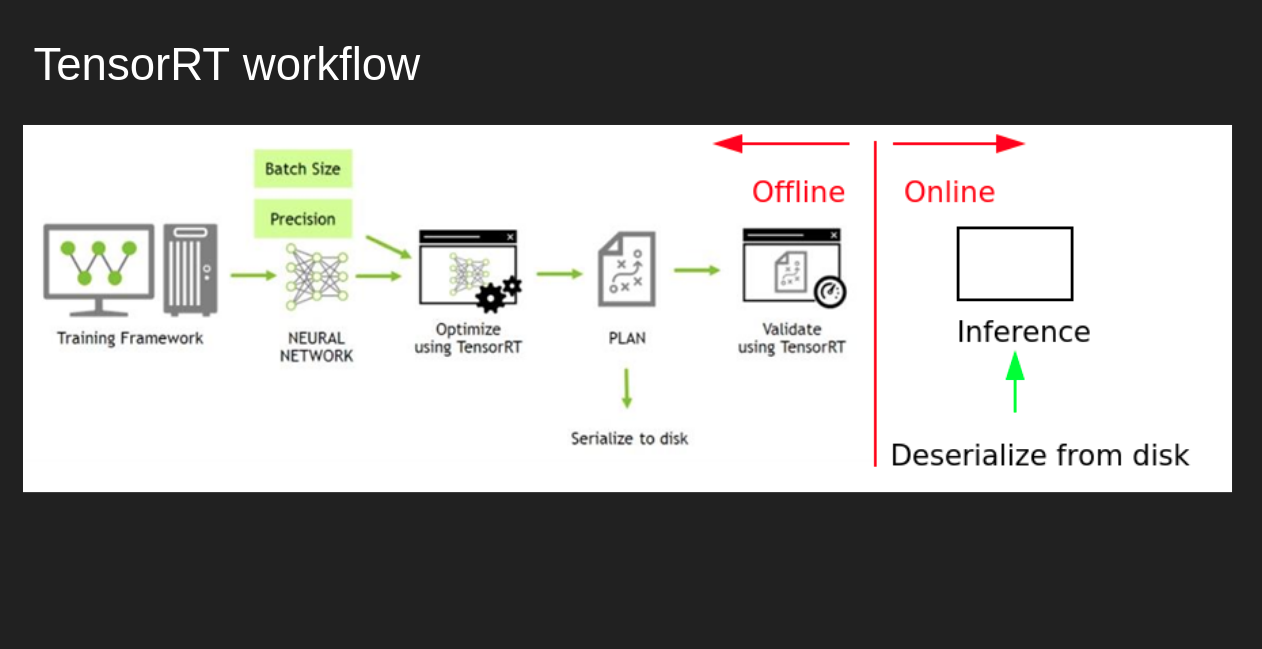 TensorRT workflow
Offline
Online
Batch Size
Precision
Training Framework
NEURAL
NETWORK
Optimize
using TensorRT
PLAN
Validate
using TensorRT
Inference
Serialize to disk
Deserialize from disk